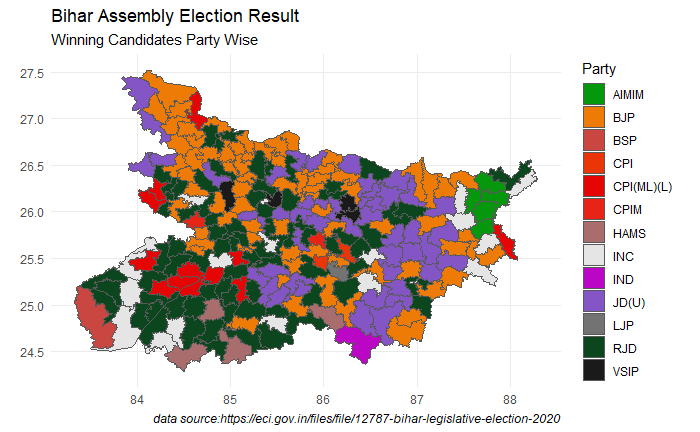 Bihar Assembly Election Result
Winning Candidates Party Wise
27.5
27.0
26.5
26.0
25.5
25.0
24.5
84
85
86
87
88
Party
AIMIM
BJP
BSP
CPI
CPI(ML)(L)
CPIM
HAMS
INC
IND
JD(U)
LJP
RJD
VSIP
data source:https://eci.gov.in/files/file/12787-bihar-legislative-election-2020